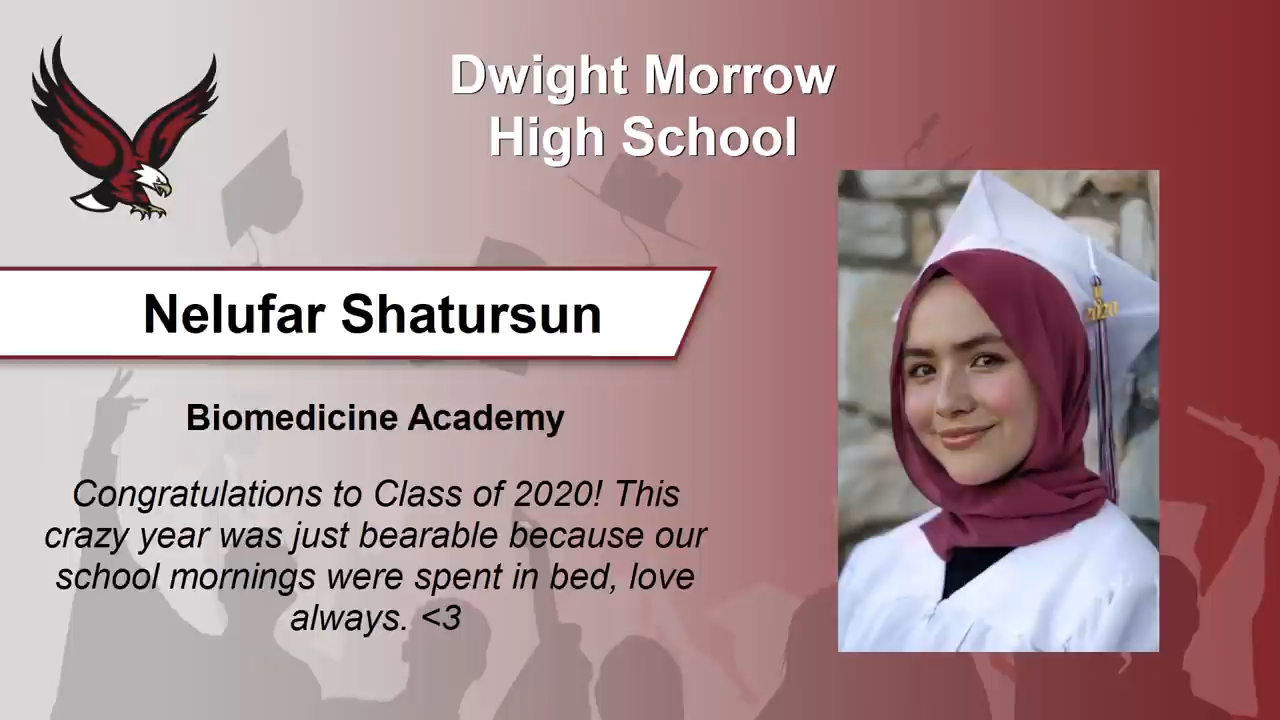 Dwight Morrow
High School
Nelufar Shatursun
Biomedicine Academy
Congratulations to Class of 2020! This
crazy year was just bearable because our
school mornings were spent in bed, love
always. <3
2020